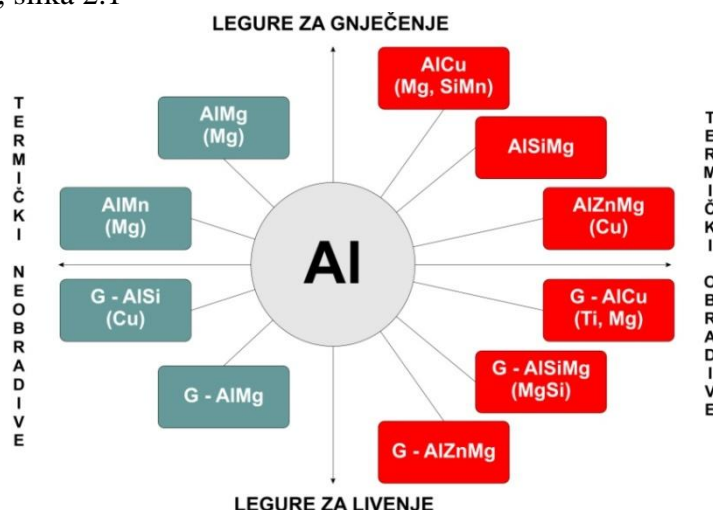 , slika 2.1
LEGURE ZA GNJEČENJE
AlCu
(Mg, SiMn)
AlMg
(Mg)
AlSiMg
AlMn
(Mg)
AlZnMg
(Cu)
TERMIČKI NEOBRADIVE
Al
TERMIČKI OBRADIVE
G - AlSi
(Cu)
G - AlCu
(Ti, Mg)
G - AlSiMg
(MgSi)
G - AlMg
G - AlZnMg
LEGURE ZA LIVENJE